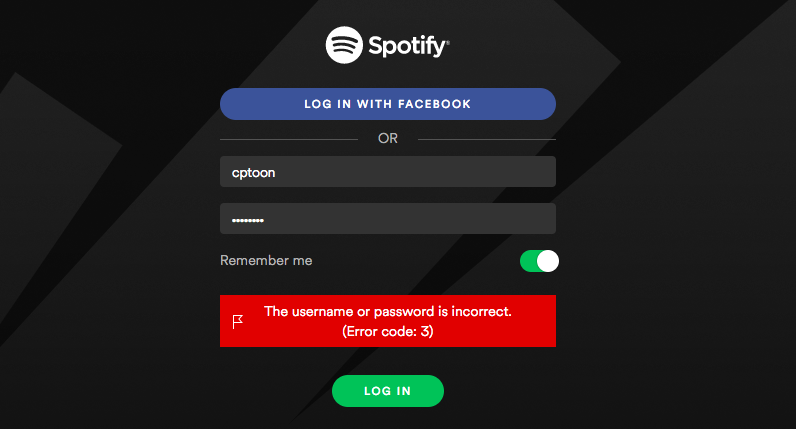 Spotify®
LOG IN WITH FACEBOOK
OR
cptoon
••••••••
Remember me
The username or password is incorrect.
(Error code: 3)
LOG IN